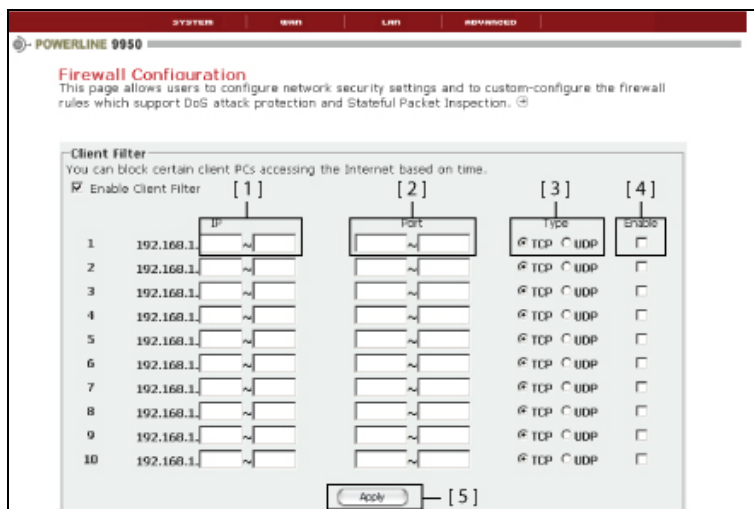 SYSTEM WAN LAN ADVANCED
POWERLINE 9950
Firewall Configuration
This page allows users to configure network security settings and to custom-configure the firewall
rules which support DoS attack protection and Stateful Packet Inspection.
Client Filter
You can block certain client PCs accessing the Internet based on time.
Enable Client Filter [1] [2] [3] [4]
IP Port Type Enable
1 192.168.1. ~ ~ TCP UDP
2 192.168.1. ~ ~ TCP UDP
3 192.168.1. ~ ~ TCP UDP
4 192.168.1. ~ ~ TCP UDP
5 192.168.1. ~ ~ TCP UDP
6 192.168.1. ~ ~ TCP UDP
7 192.168.1. ~ ~ TCP UDP
8 192.168.1. ~ ~ TCP UDP
9 192.168.1. ~ ~ TCP UDP
10 192.168.1. ~ ~ TCP UDP
Apply [5]